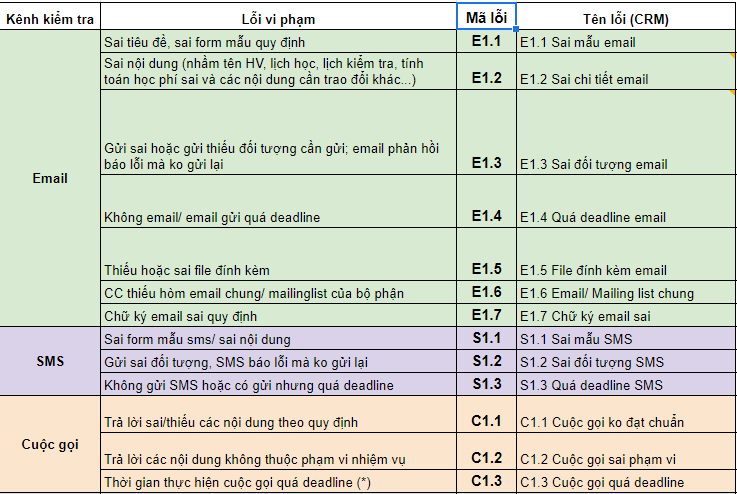 Kênh kiểm tra Lỗi vi phạm Mã lỗi Tên lỗi (CRM)
Email
Sai tiêu đề, sai form mẫu quy định E1.1 E1.1 Sai mẫu email
Sai nội dung (nhầm tên HV, lịch học, lịch kiểm tra, tính
toán học phí sai và các nội dung cần trao đổi khác...) E1.2 E1.2 Sai chi tiết email
Gửi sai hoặc gửi thiếu đối tượng cần gửi; email phản hồi
báo lỗi mà ko gửi lại E1.3 E1.3 Sai đối tượng email
Không email/ email gửi quá deadline E1.4 E1.4 Quá deadline email
Thiếu hoặc sai file đính kèm E1.5 E1.5 File đính kèm email
CC thiếu hòm email chung/ mailinglist của bộ phận E1.6 E1.6 Email/ Mailing list chung
Chữ ký email sai quy định E1.7 E1.7 Chữ ký email sai
SMS
Sai form mẫu sms/ sai nội dung S1.1 S1.1 Sai mẫu SMS
Gửi sai đối tượng, SMS báo lỗi mà ko gửi lại S1.2 S1.2 Sai đối tượng SMS
Không gửi SMS hoặc có gửi nhưng quá deadline S1.3 S1.3 Quá deadline SMS
Cuộc gọi
Trả lời sai/thiếu các nội dung theo quy định C1.1 C1.1 Cuộc gọi ko đạt chuẩn
Trả lời các nội dung không thuộc phạm vi nhiệm vụ C1.2 C1.2 Cuộc gọi sai phạm vi
Thời gian thực hiện cuộc gọi quá deadline (*) C1.3 C1.3 Cuộc gọi quá deadline